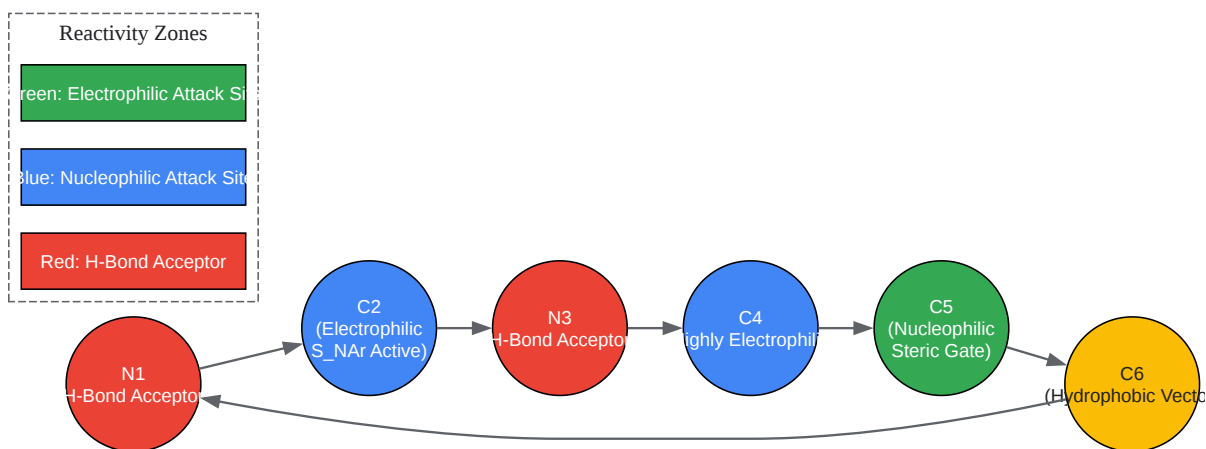 Reactivity Zones
reen: Electrophilic Attack Sit
Blue: Nucleophilic Attack Site
Red: H-Bond Acceptor
N1
H-Bond Acceptor
C2
(Electrophilic
S_NAr Active)
N3
H-Bond Acceptor
C4
ighly Electrophili
C5
(Nucleophilic
Steric Gate)
C6
(Hydrophobic Vecto